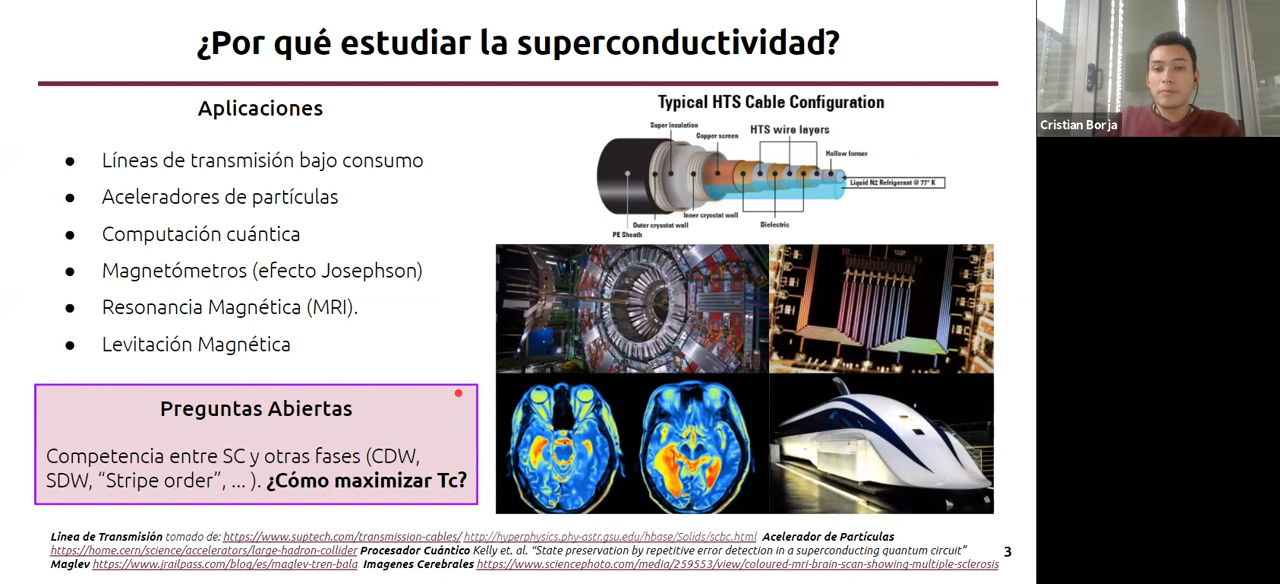 ¿Por qué estudiar la superconductividad?
Aplicaciones
● Líneas de transmisión bajo consumo
● Aceleradores de partículas
● Computación cuántica
● Magnetómetros (efecto Josephson)
● Resonancia Magnética (MRI).
● Levitación Magnética
Preguntas Abiertas
Competencia entre SC y otras fases (CDW,
SDW, “Stripe order”, ... ). ¿Cómo maximizar Tc?
Typical HTS Cable Configuration
Super insulation
Copper screen
HTS wire layers
Hollow former
Liquid N2 Refrigerant @ 77° K
Inner cryostat wall
Outer cryostat wall
Dielectric
PE Sheath
Linea de Transmisión tomado de: https://www.suptech.com/transmission-cables/ http://hyperphysics.phy-astr.gsu.edu/hbase/Solids/scbc.html Acelerador de Partículas
https://home.cern/science/accelerators/large-hadron-collider Procesador Cuántico Kelly et. al. “State preservation by repetitive error detection in a superconducting quantum circuit”
Maglev https://www.jrailpass.com/blog/es/maglev-tren-bala Imagenes Cerebrales https://www.sciencephoto.com/media/259553/view/coloured-mri-brain-scan-showing-multiple-sclerosis
3
Cristian Borja